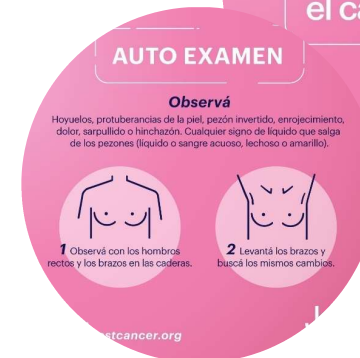 el ca
AUTO EXAMEN
Observá
Hoyuelos, protuberancias de la piel, pezón invertido, enrojecimiento,
dolor, sarpullido o hinchazón. Cualquier signo de líquido que salga
de los pezones (líquido o sangre acuoso, lechoso o amarillo).
1 Observá con los hombros
rectos y los brazos en las caderas.
2 Levantá los brazos y
buscá los mismos cambios.
stcancer.org